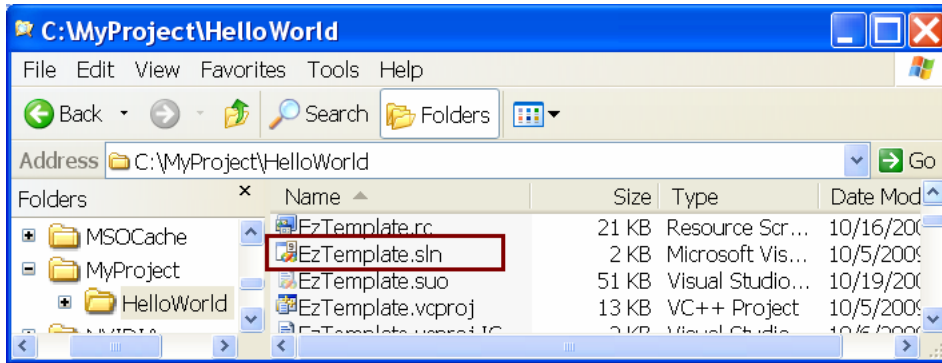 C:\MyProject\HelloWorld
File Edit View Favorites Tools Help
Back Search Folders
Address C:\MyProject\HelloWorld Go
Folders Name Size Type Date Mod
MSOCache EzTemplate.rc 21 KB Resource Scr... 10/16/200
EzTemplate.sln 2 KB Microsoft Vis... 10/5/2009
MyProject EzTemplate.suo 51 KB Visual Studio... 10/19/200
HelloWorld EzTemplate.vcproj 13 KB VC++ Project 10/5/2009